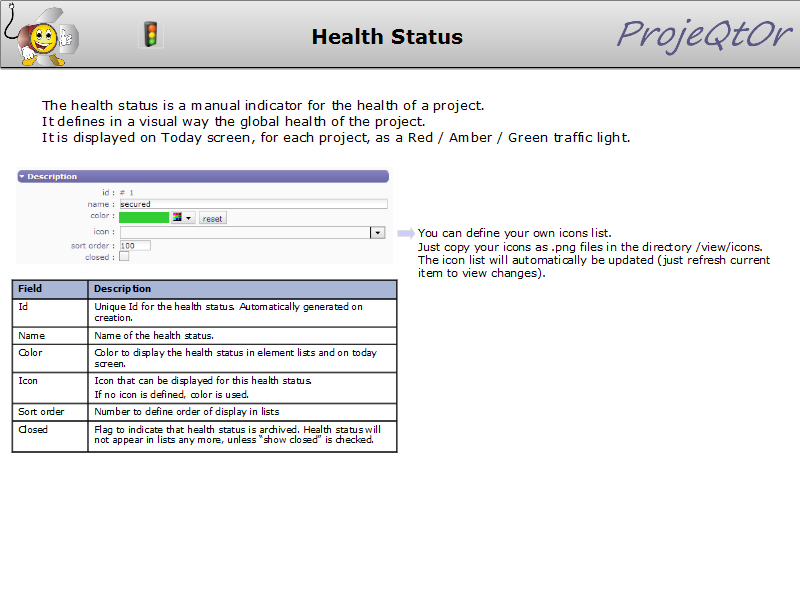 Health Status
ProjeQtOr
The health status is a manual indicator for the health of a project.
It defines in a visual way the global health of the project.
It is displayed on Today screen, for each project, as a Red / Amber / Green traffic light.
Description
id : # 1
name : secured
color : reset
icon :
sort order : 100
closed :
You can define your own icons list.
Just copy your icons as .png files in the directory /view/icons.
The icon list will automatically be updated (just refresh current
item to view changes).
Field Description
Id Unique Id for the health status. Automatically generated on
creation.
Name Name of the health status.
Color Color to display the health status in element lists and on today
screen.
Icon Icon that can be displayed for this health status.
If no icon is defined, color is used.
Sort order Number to define order of display in lists
Closed Flag to indicate that health status is archived. Health status will
not appear in lists any more, unless “show closed” is checked.